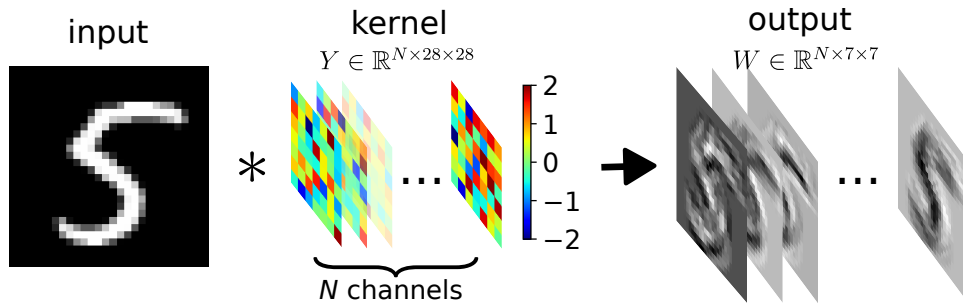 input
kernel
Y ∈ ℝ^{N×28×28}
output
W ∈ ℝ^{N×7×7}
*
...
2
1
0
−1
−2
...
N channels